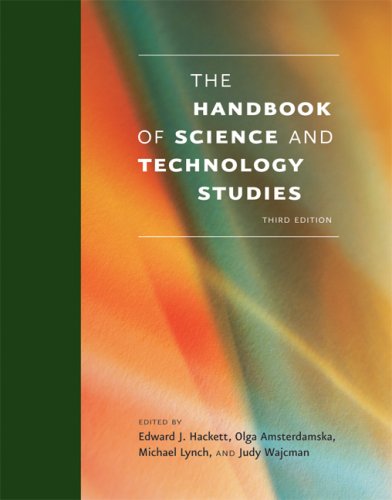 THE
HANDBOOK
OF SCIENCE AND
TECHNOLOGY
STUDIES
THIRD EDITION
EDITED BY
Edward J. Hackett, Olga Amsterdamska,
Michael Lynch, AND Judy Wajcman